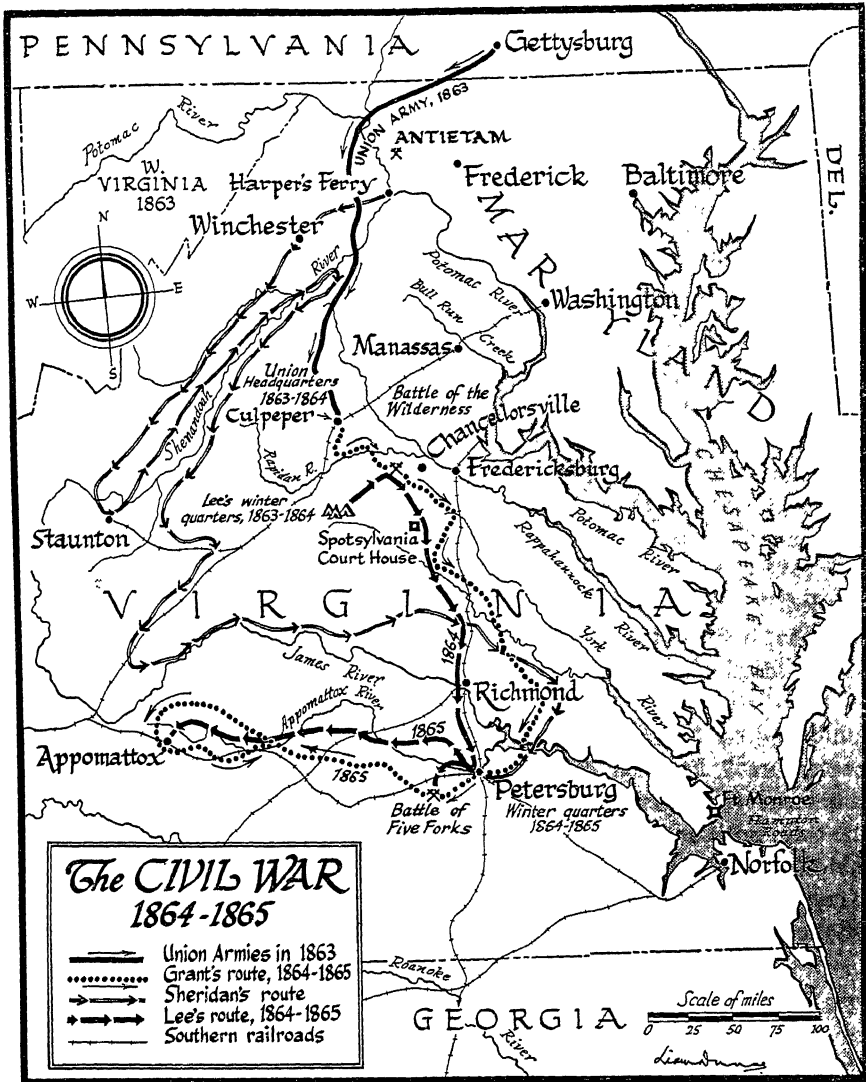 PENNSYLVANIA
Gettysburg
UNION ARMY, 1863
Potomac River
ANTIETAM
W.
VIRGINIA
1863
Harper's Ferry
Frederick
Baltimore
DEL.
MARYLAND
Winchester
N
W
E
S
River
Potomac River
Bull Run
Creek
Washington
Manassas
Union
Headquarters
1863-1864
Battle of the
Wilderness
Shenandoah
Culpeper
Chancellorsville
Rapidan R.
Fredericksburg
Lee's winter
quarters, 1863-1864
CHESAPEAKE BAY
Staunton
Spotsylvania
Court House
Potomac
River
Rappahannock
River
VIRGINIA
York
River
1864
James River
Richmond
Appomattox River
1865
Appomattox
1865
Petersburg
Winter quarters
1864-1865
Battle of
Five Forks
Ft Monroe
Hampton
Roads
Norfolk
The CIVIL WAR
1864-1865
Union Armies in 1863
Grant's route, 1864-1865
Sheridan's route
Lee's route, 1864-1865
Southern railroads
Roanoke
River
GEORGIA
Scale of miles
0 25 50 75 100